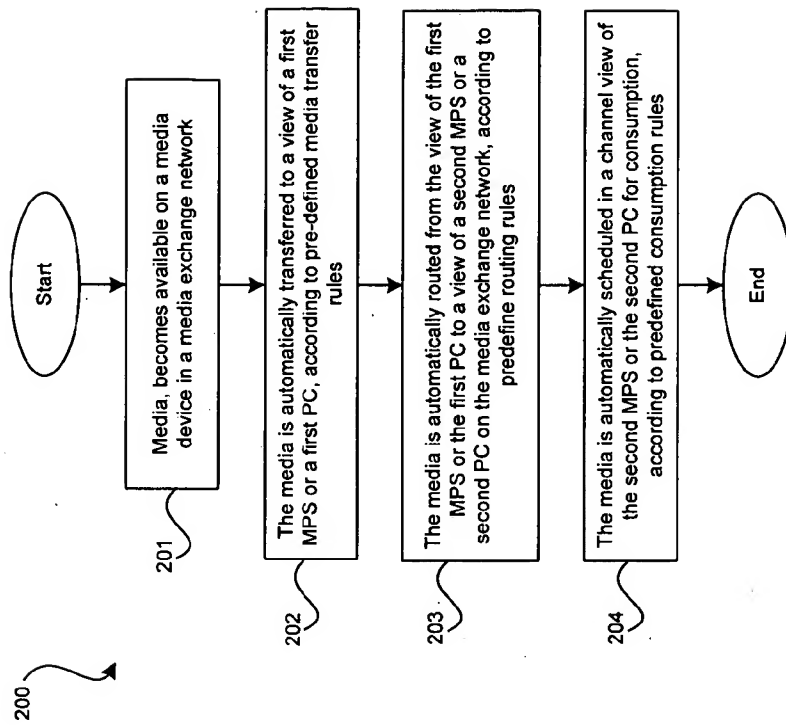 200
Start
Media, becomes available on a media
device in a media exchange network
201
The media is automatically transferred to a view of a first
MPS or a first PC, according to pre-defined media transfer
rules
202
The media is automatically routed from the view of the first
MPS or the first PC to a view of a second MPS or a
second PC on the media exchange network, according to
predefine routing rules
203
The media is automatically scheduled in a channel view of
the second MPS or the second PC for consumption,
according to predefined consumption rules
204
End